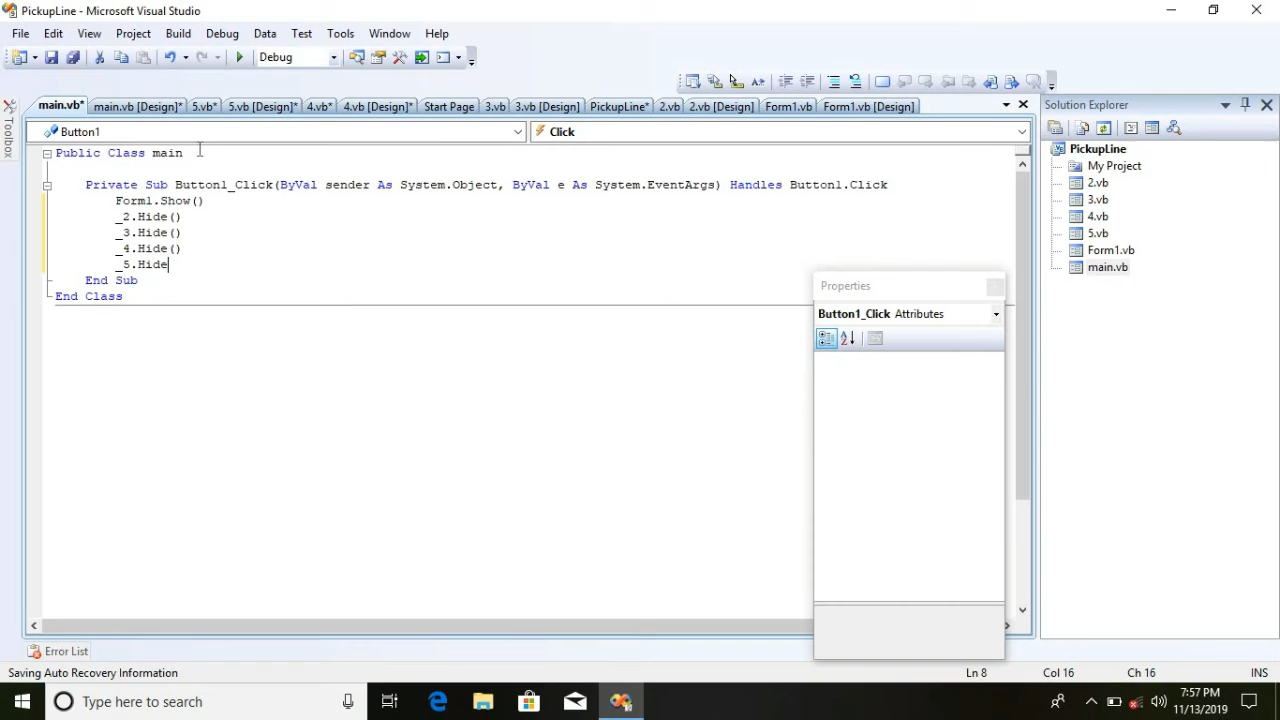 PickupLine - Microsoft Visual Studio
File Edit View Project Build Debug Data Test Tools Window Help
Debug
main.vb* main.vb [Design]* 5.vb* 5.vb [Design]* 4.vb* 4.vb [Design]* Start Page 3.vb 3.vb [Design] PickupLine* 2.vb 2.vb [Design] Form1.vb Form1.vb [Design]
Solution Explorer
Toolbox
Button1 Click
Public Class main
Private Sub Button1_Click(ByVal sender As System.Object, ByVal e As System.EventArgs) Handles Button1.Click
Form1.Show()
_2.Hide()
_3.Hide()
_4.Hide()
_5.Hide
End Sub
End Class
PickupLine
My Project
2.vb
3.vb
4.vb
5.vb
Form1.vb
main.vb
Properties
Button1_Click Attributes
Error List
Saving Auto Recovery Information Ln 8 Col 16 Ch 16 INS
Type here to search
7:57 PM
11/13/2019